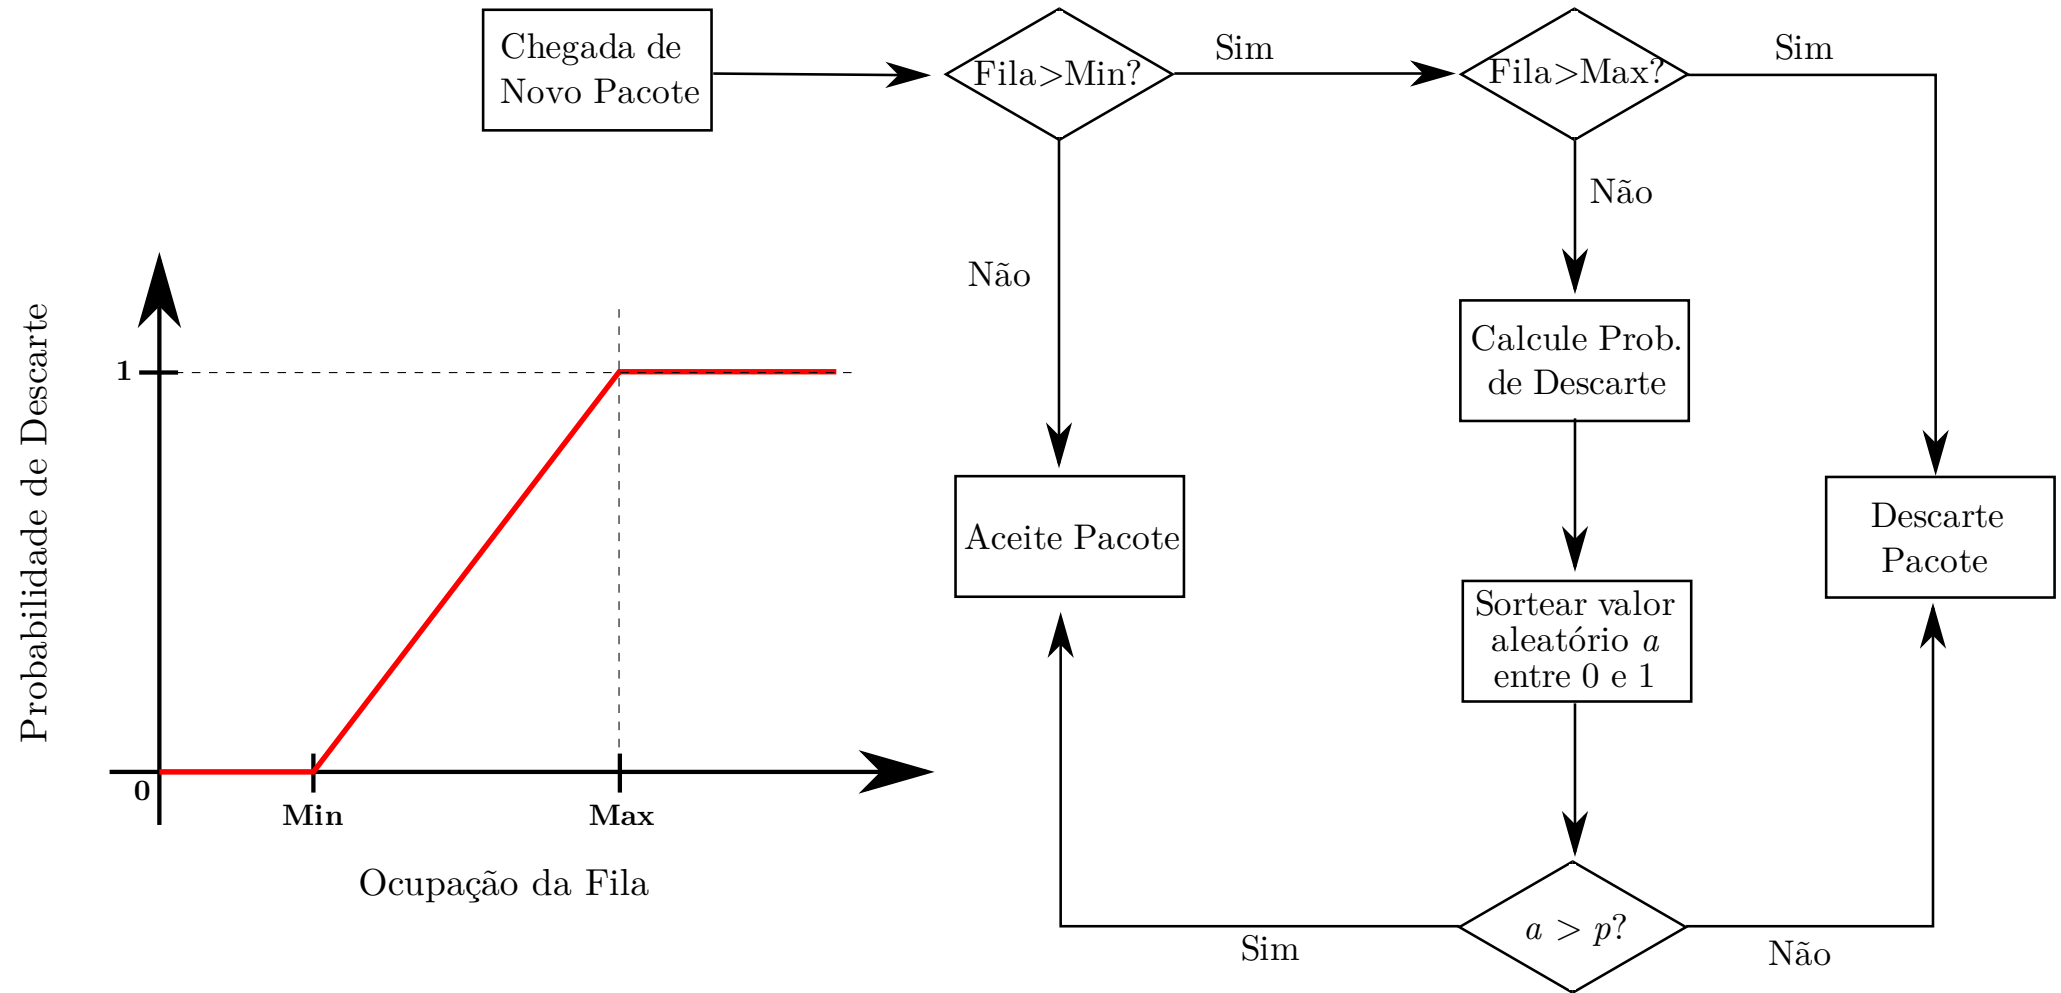 Chegada de
Novo Pacote
Fila>Min?
Sim
Fila>Max?
Sim
Não
Não
Calcule Prob.
de Descarte
Aceite Pacote
Descarte
Pacote
Sortear valor
aleatório a
entre 0 e 1
a > p?
Sim
Não
Probabilidade de Descarte
1
0
Min
Max
Ocupação da Fila